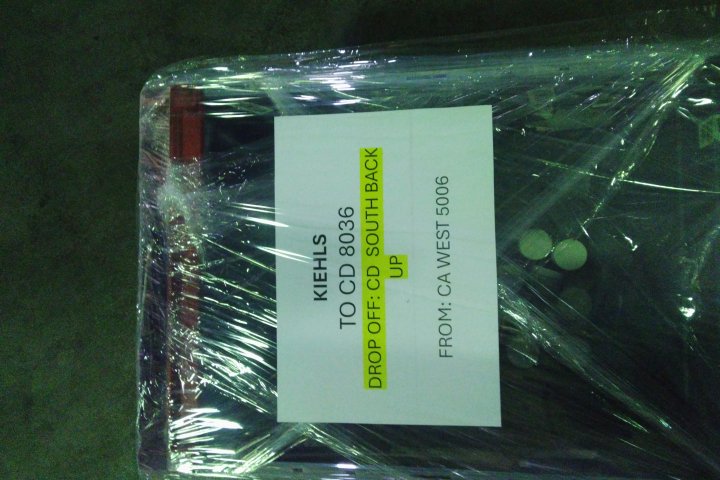 KIEHLS
TO CD 8036
DROP OFF: CD SOUTH BACK
UP
FROM: CA WEST 5006